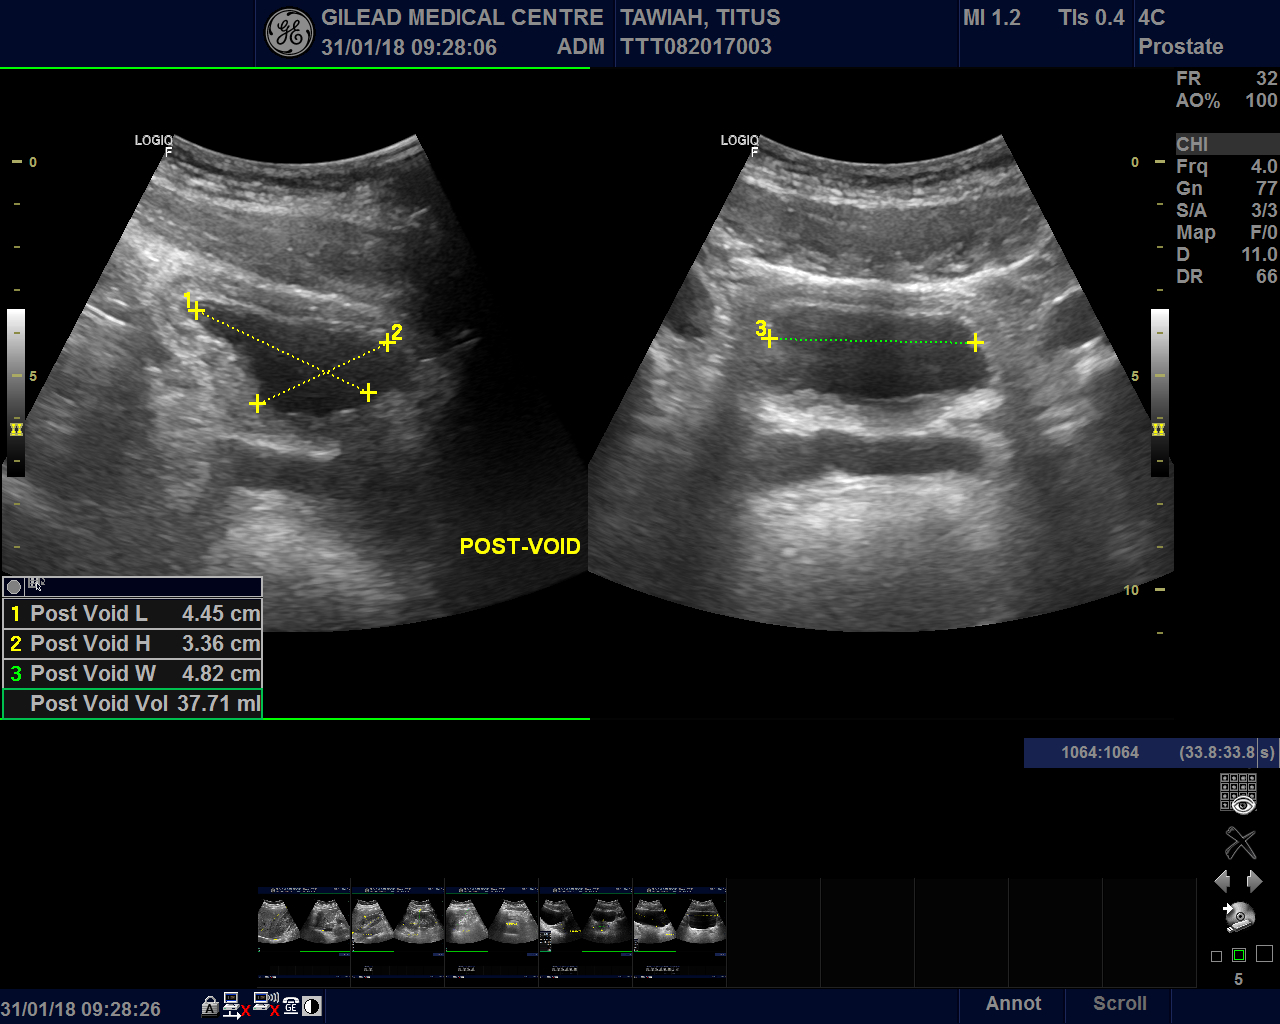 GILEAD MEDICAL CENTRE
31/01/18 09:28:06 ADM
TAWIAH, TITUS
TTT082017003
MI 1.2 TIs 0.4
4C
Prostate
FR 32
AO% 100
CHI
Frq 4.0
Gn 77
S/A 3/3
Map F/0
D 11.0
DR 66
LOGIQ
F
LOGIQ
F
0
5
0
5
10
1
2
3
POST-VOID
1 Post Void L 4.45 cm
2 Post Void H 3.36 cm
3 Post Void W 4.82 cm
Post Void Vol 37.71 ml
1064:1064 (33.8:33.8 s)
5
31/01/18 09:28:26
A
GE
Annot
Scroll